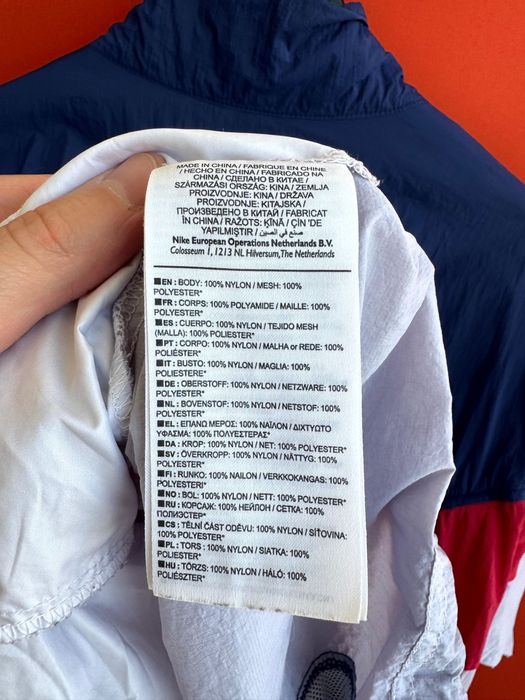 MADE IN CHINA / FABRIQUE EN CHINE
/ HECHO EN CHINA / FABRICADO NA
CHINA / СДЕЛАНО В КИТАЕ /
SZÁRMAZÁSI ORSZÁG: KÍNA / ZEMLJA
PROIZVODNJE: KINA / DRŽAVA
PROIZVODNJE: KITAJSKA /
ПРОИЗВЕДЕНО В КИТАЙ / FABRICAT
ÎN CHINA / RAŽOTS: ĶĪNĀ / ÇİN 'DE
YAPILMIŞTIR / صنع في الصين
Nike European Operations Netherlands B.V.
Colosseum 1, 1213 NL Hilversum, The Netherlands
EN : BODY: 100% NYLON / MESH: 100%
POLYESTER*
FR : CORPS: 100% POLYAMIDE / MAILLE: 100%
POLYESTER*
ES : CUERPO: 100% NYLON / TEJIDO MESH
(MALLA): 100% POLIESTER*
PT : CORPO: 100% NYLON / MALHA or REDE: 100%
POLIÉSTER*
IT : BUSTO: 100% NYLON / MAGLIA: 100%
POLIESTERE*
DE : OBERSTOFF: 100% NYLON / NETZWARE: 100%
POLYESTER*
NL : BOVENSTOF: 100% NYLON / NETSTOF: 100%
POLYESTER*
EL : ΕΠΑΝΩ ΜΕΡΟΣ: 100% ΝΑΪΛΟΝ / ΔΙΧΤΥΩΤΟ
ΥΦΑΣΜΑ: 100% ΠΟΛΥΕΣΤΕΡΑΣ*
DA : KROP: 100% NYLON / NET: 100% POLYESTER*
SV : ÖVERKROPP: 100% NYLON / NÄTTYG: 100%
POLYESTER*
FI : RUNKO: 100% NAILON / VERKKOKANGAS: 100%
POLYESTERI*
NO : BOL: 100% NYLON / NETT: 100% POLYESTER*
RU : КОРСАЖ: 100% НЕЙЛОН / СЕТКА: 100%
ПОЛИЭСТЕР*
CS : TĚLNÍ ČÁST ODĚVU: 100% NYLON / SÍŤOVINA:
100% POLYESTER*
PL : TORS : 100% NYLON / SIATKA: 100%
POLIESTER*
HU : TÖRZS: 100% NYLON / HÁLÓ: 100%
POLIÉSZTER*